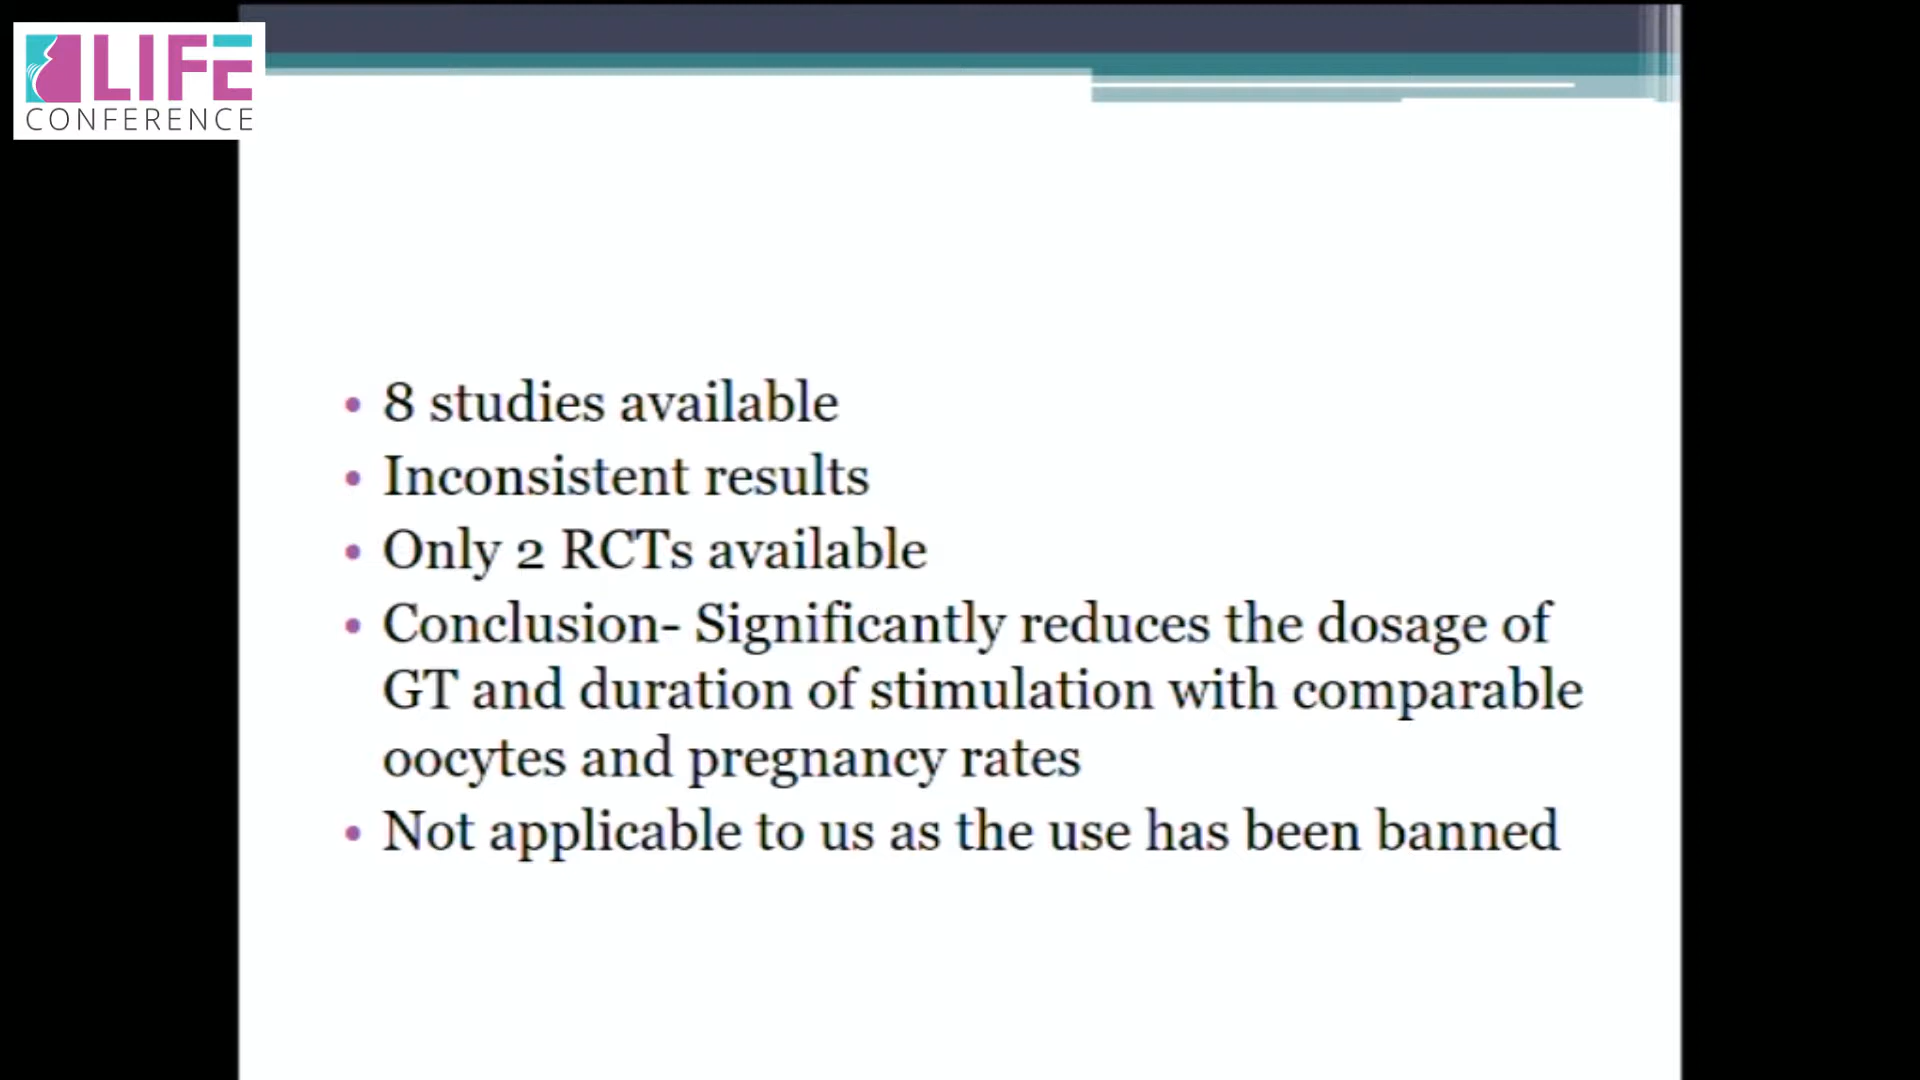 LIFE
CONFERENCE
• 8 studies available
• Inconsistent results
• Only 2 RCTs available
• Conclusion- Significantly reduces the dosage of
GT and duration of stimulation with comparable
oocytes and pregnancy rates
• Not applicable to us as the use has been banned